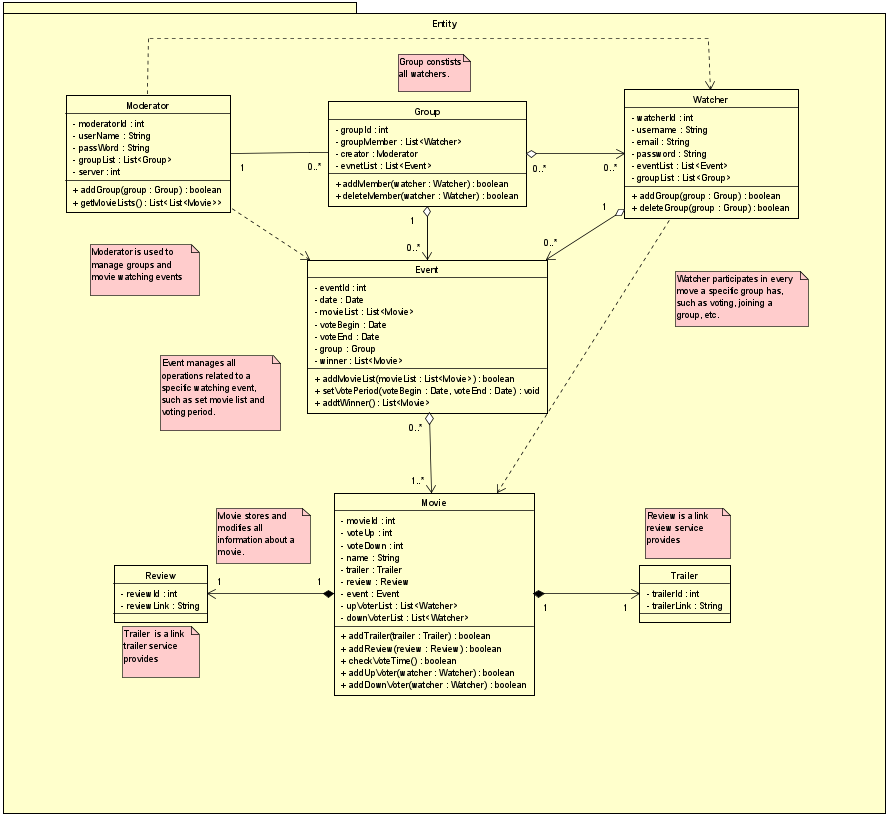 Entity
Group constists
all watchers.
Moderator
- moderatorId : int
- userName : String
- passWord : String
- groupList : List<Group>
- server : int
+ addGroup(group : Group) : boolean
+ getMovieLists() : List<List<Movie>>
1
0..*
Group
- groupId : int
- groupMember : List<Watcher>
- creator : Moderator
- evnetList : List<Event>
+ addMember(watcher : Watcher) : boolean
+ deleteMember(watcher : Watcher) : boolean
0..*
0..*
Watcher
- watcherId : int
- username : String
- email : String
- password : String
- eventList : List<Event>
- groupList : List<Group>
+ addGroup(group : Group) : boolean
+ deleteGroup(group : Group) : boolean
1
0..*
1
0..*
Moderator is used to
manage groups and
movie watching events
Event
- eventId : int
- date : Date
- movieList : List<Movie>
- voteBegin : Date
- voteEnd : Date
- group : Group
- winner : List<Movie>
+ addMovieList(movieList : List<Movie>) : boolean
+ setVotePeriod(voteBegin : Date, voteEnd : Date) : void
+ addtWinner() : List<Movie>
Watcher participates in every
move a specific group has,
such as voting, joining a
group, etc.
Event manages all
operations related to a
specific watching event,
such as set movie list and
voting period.
0..*
1..*
Movie stores and
modifies all
information about a
movie.
Movie
- movieId : int
- voteUp : int
- voteDown : int
- name : String
- trailer : Trailer
- review : Review
- event : Event
- upVoterList : List<Watcher>
- downVoterList : List<Watcher>
+ addTrailer(trailer : Trailer) : boolean
+ addReview(review : Review) : boolean
+ checkVoteTime() : boolean
+ addUpVoter(watcher : Watcher) : boolean
+ addDownVoter(watcher : Watcher) : boolean
Review is a link
review service
provides
Review
- reviewId : int
- reviewLink : String
1
1
1
1
Trailer
- trailerId : int
- trailerLink : String
Trailer is a link
trailer service
provides